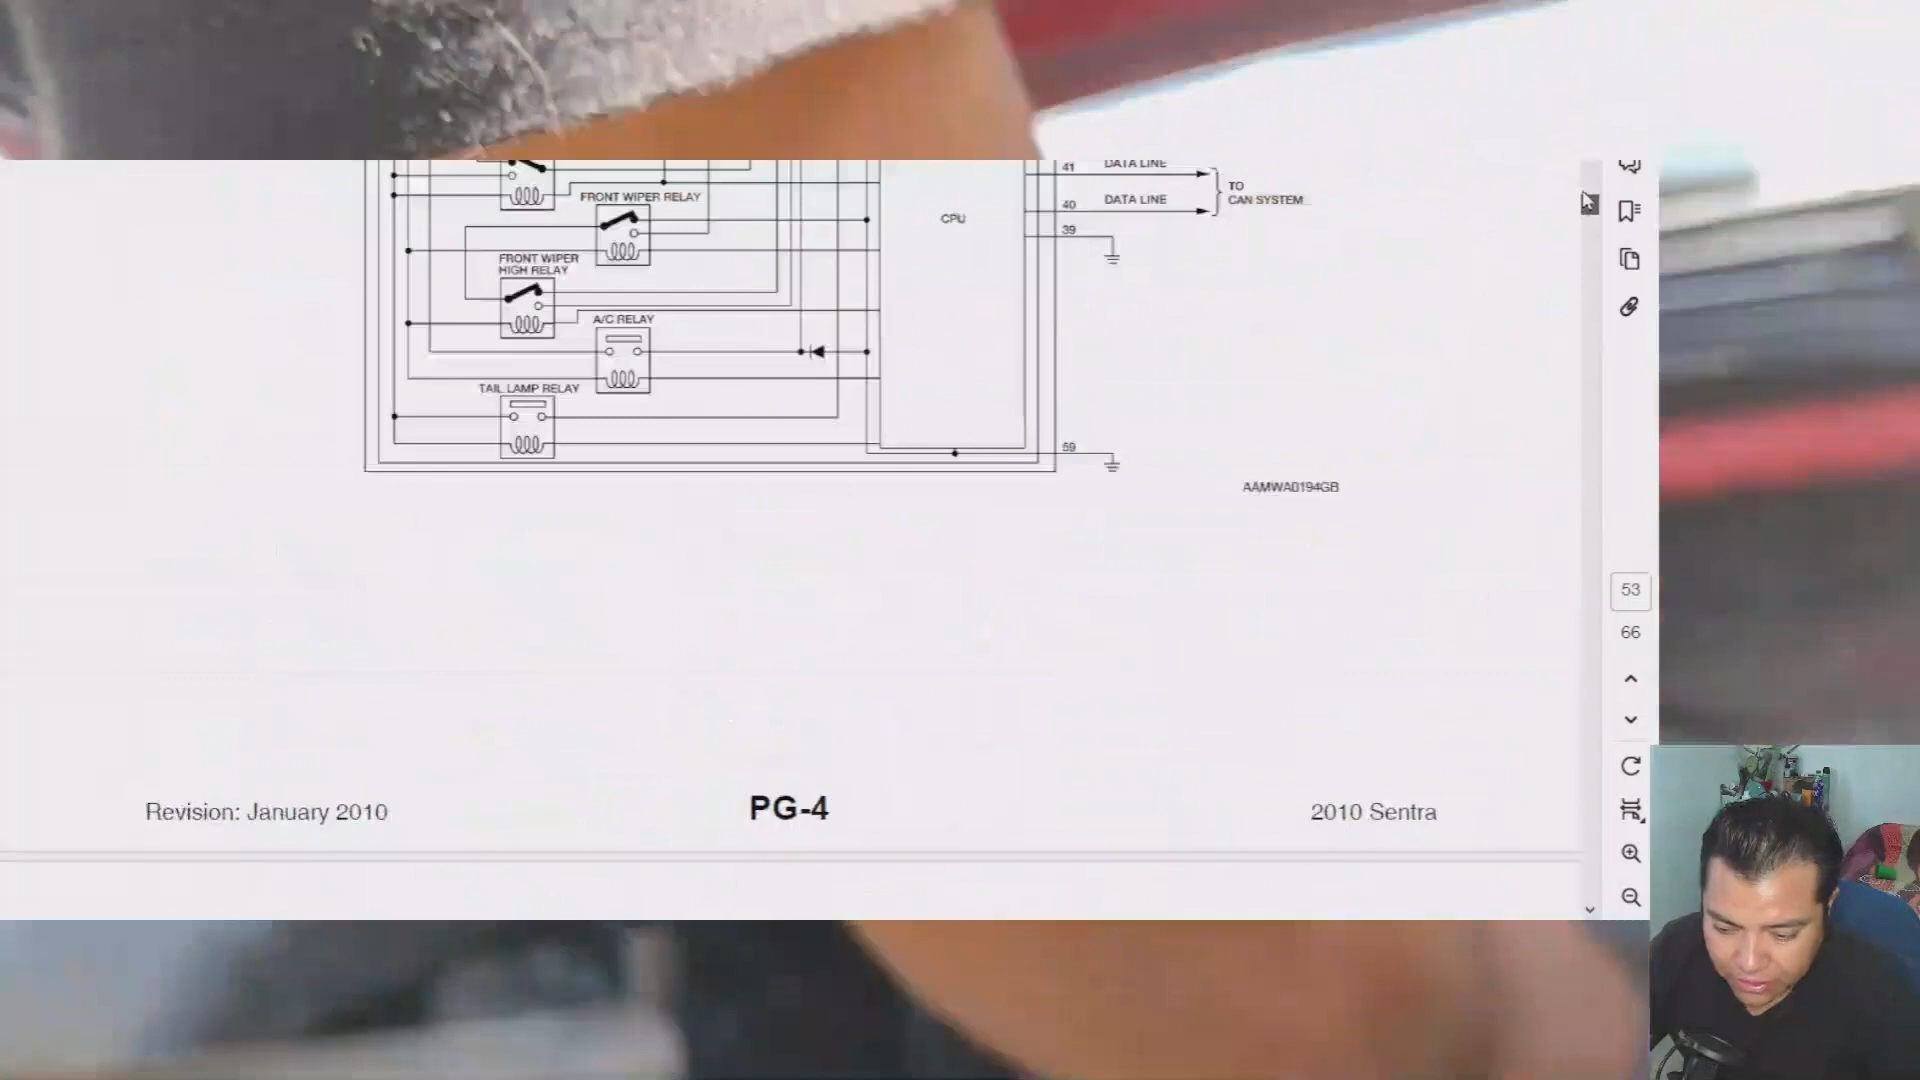 41 DATA LINE
TO
CAN SYSTEM
40 DATA LINE
39
CPU
FRONT WIPER RELAY
FRONT WIPER
HIGH RELAY
A/C RELAY
TAIL LAMP RELAY
59
AAMWA0194GB
53
66
Revision: January 2010
PG-4
2010 Sentra